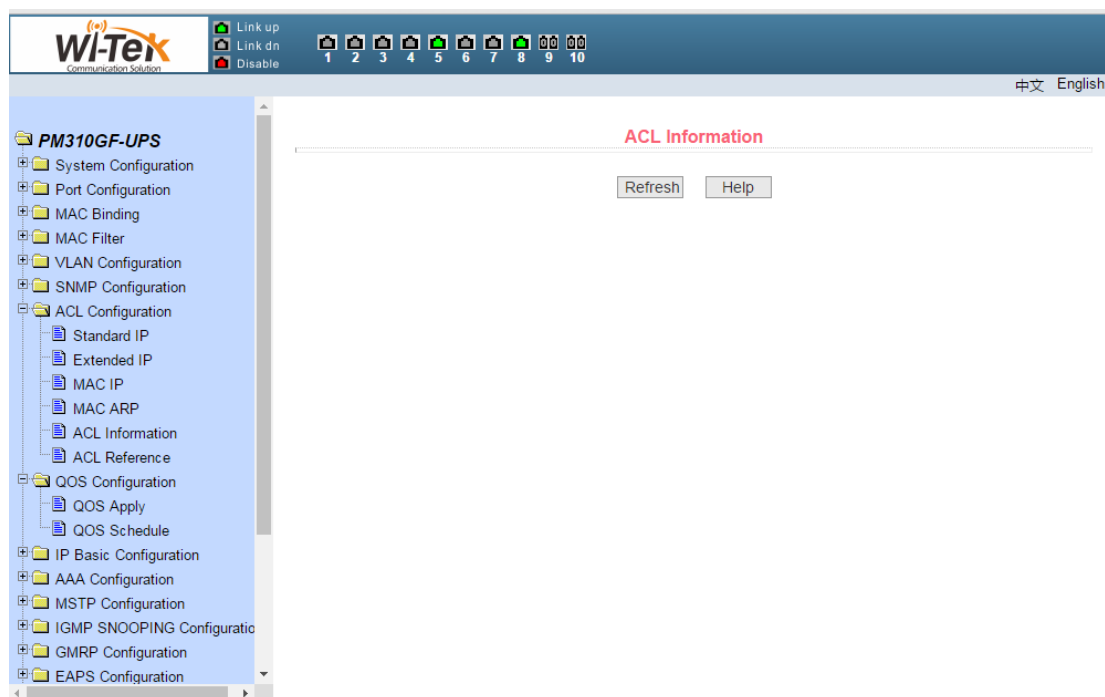 WI-TEK
Communication Solution
Link up
Link dn
Disable
1 2 3 4 5 6 7 8 9 10
中文 English
PM310GF-UPS
System Configuration
Port Configuration
MAC Binding
MAC Filter
VLAN Configuration
SNMP Configuration
ACL Configuration
Standard IP
Extended IP
MAC IP
MAC ARP
ACL Information
ACL Reference
QOS Configuration
QOS Apply
QOS Schedule
IP Basic Configuration
AAA Configuration
MSTP Configuration
IGMP SNOOPING Configuratio
GMRP Configuration
EAPS Configuration
ACL Information
Refresh Help